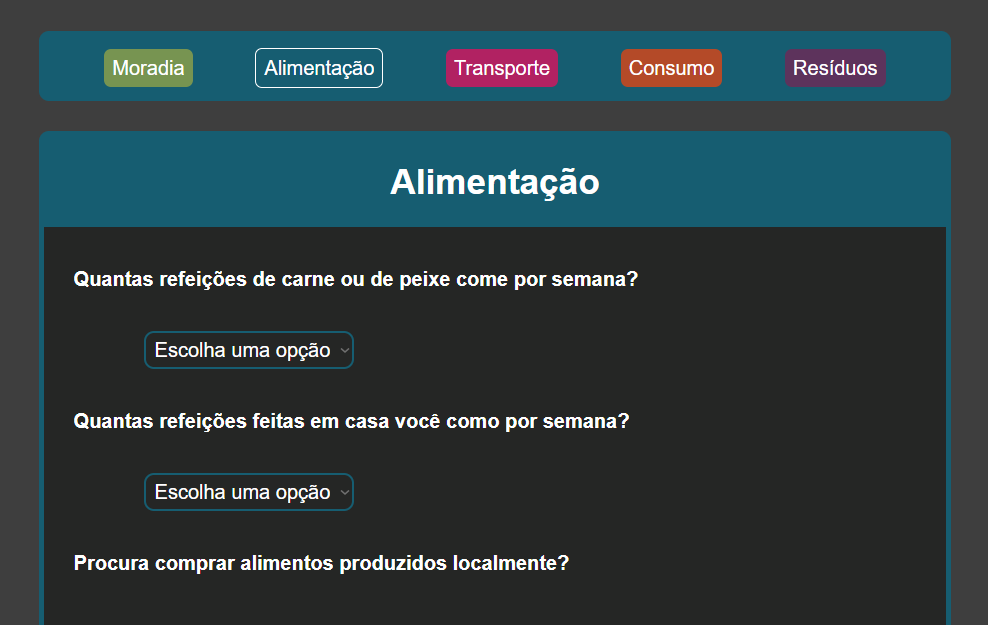 Moradia Alimentação Transporte Consumo Resíduos
Alimentação
Quantas refeições de carne ou de peixe come por semana?
Escolha uma opção
Quantas refeições feitas em casa você como por semana?
Escolha uma opção
Procura comprar alimentos produzidos localmente?